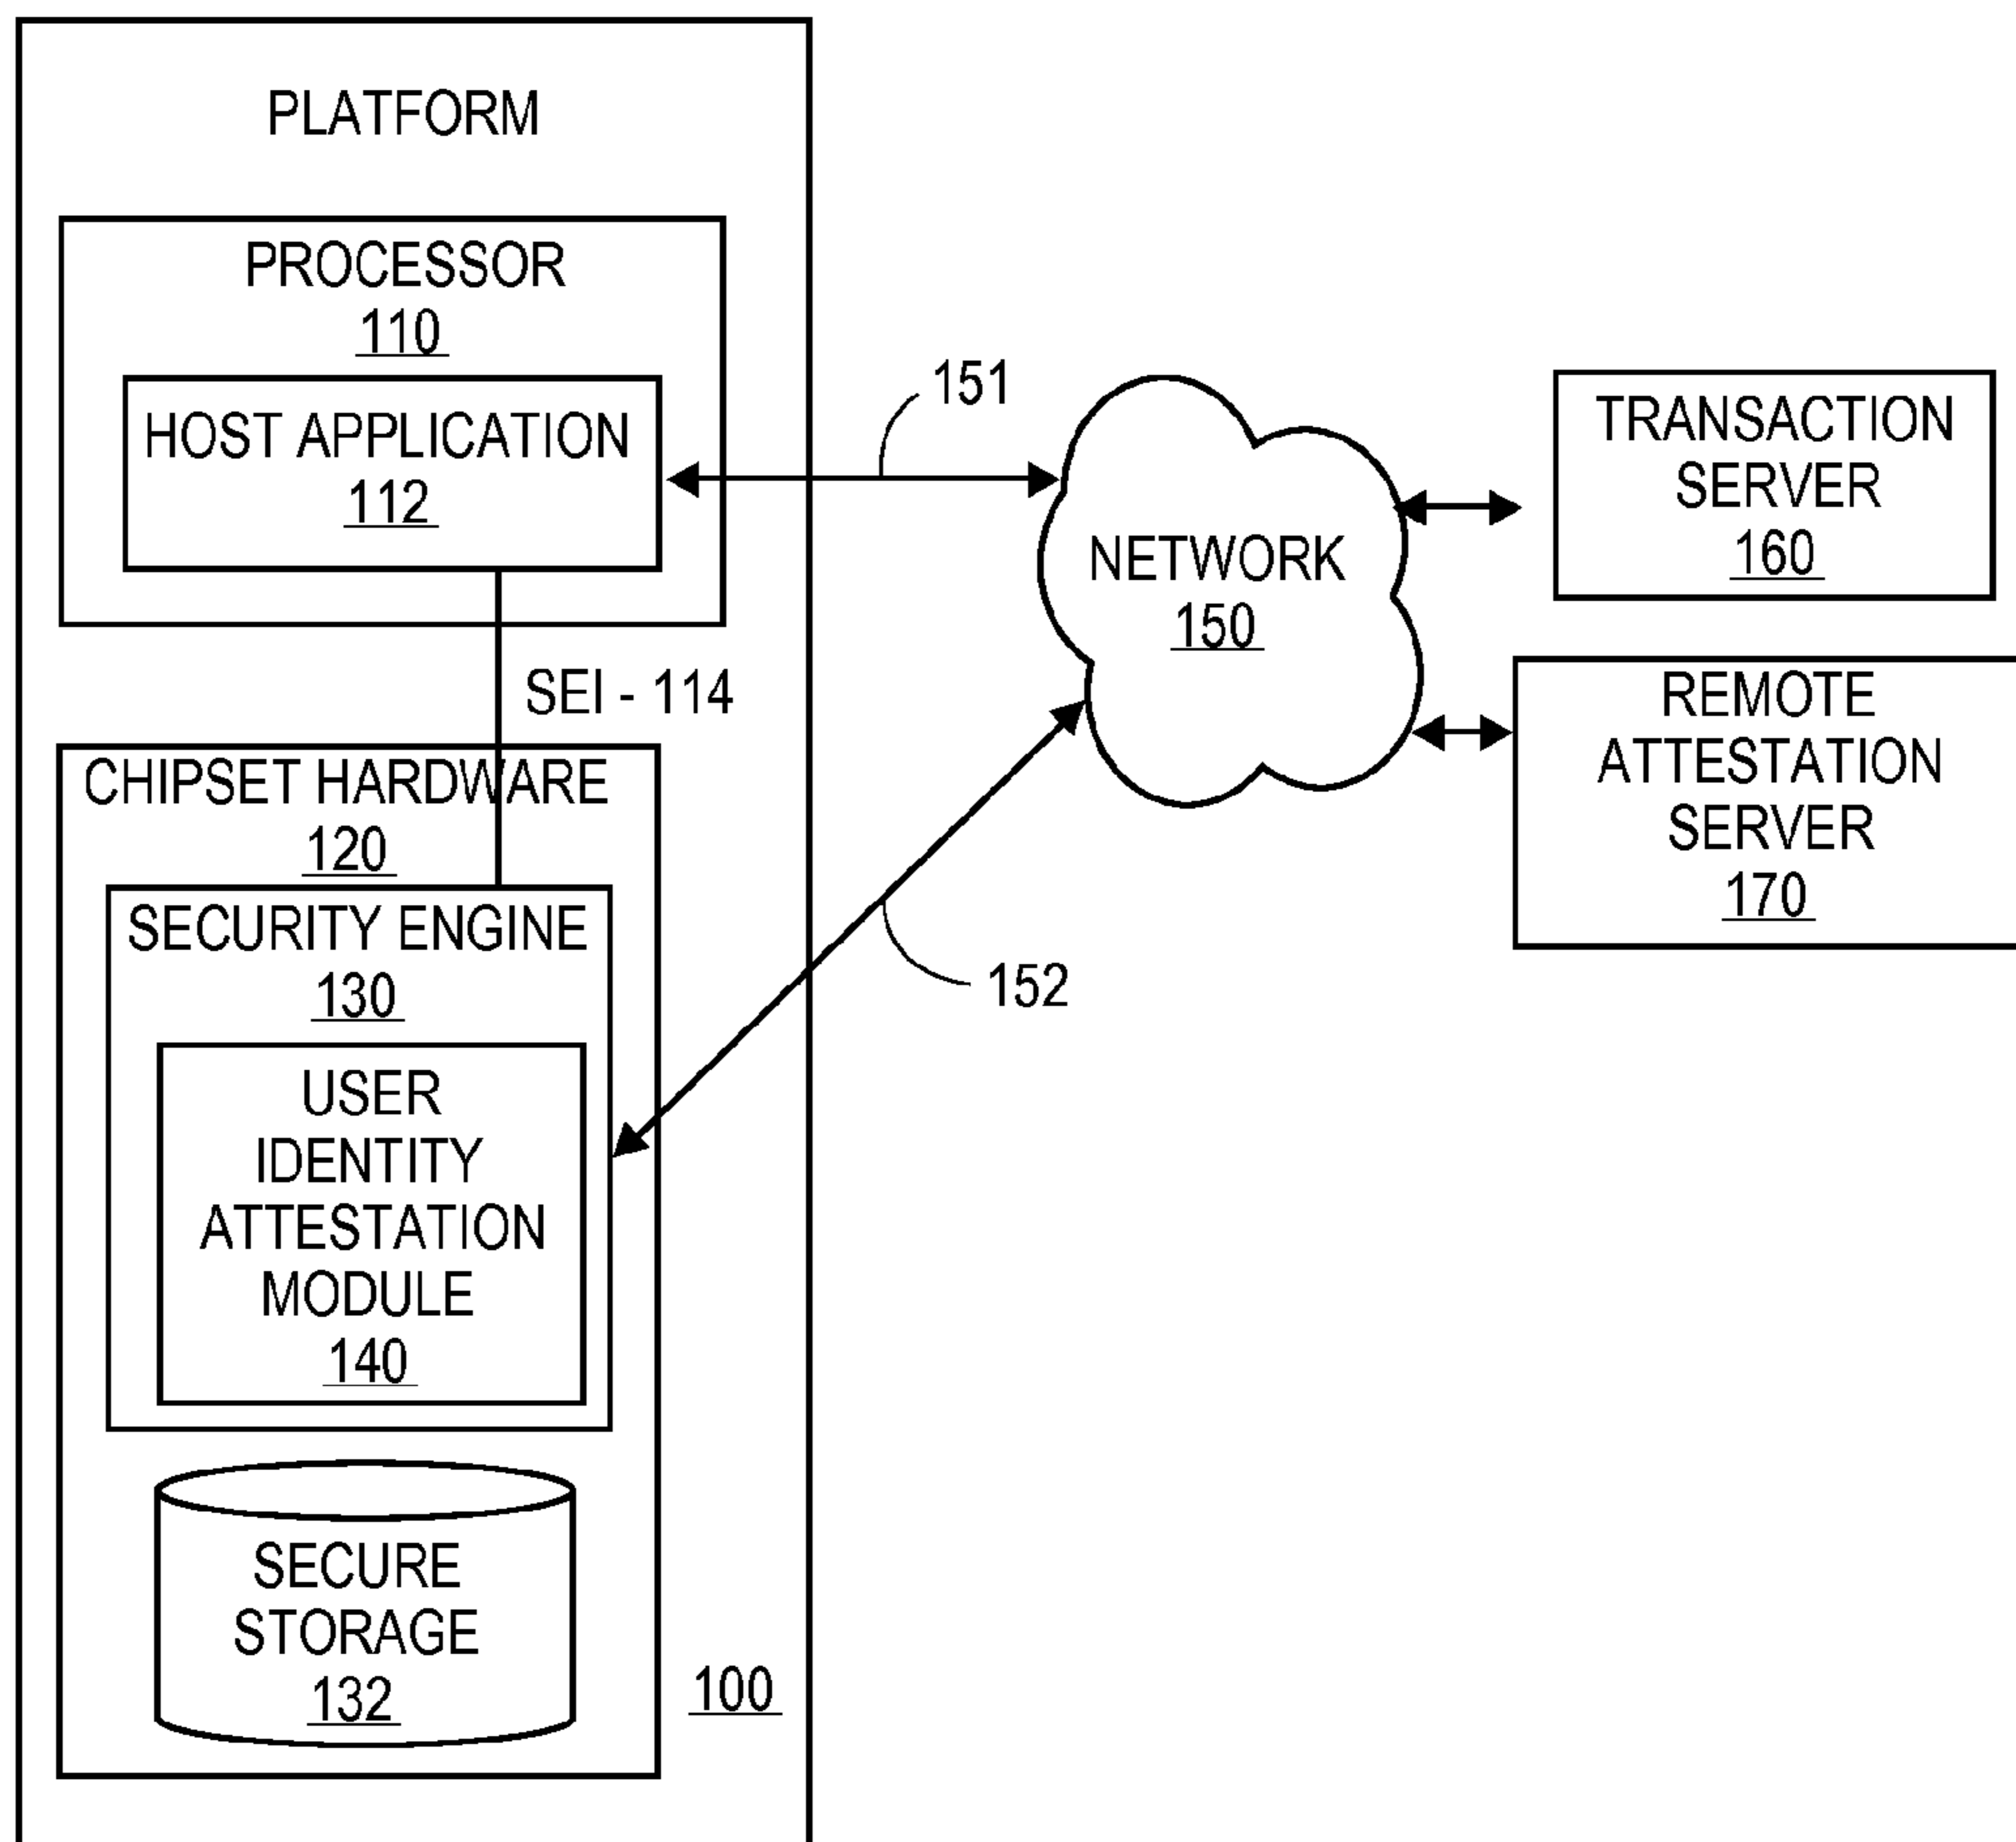 PLATFORM
PROCESSOR
110
HOST APPLICATION
112
SEI - 114
CHIPSET HARDWARE
120
SECURITY ENGINE
130
USER
IDENTITY
ATTESTATION
MODULE
140
SECURE
STORAGE
132
100
151
152
NETWORK
150
TRANSACTION
SERVER
160
REMOTE
ATTESTATION
SERVER
170